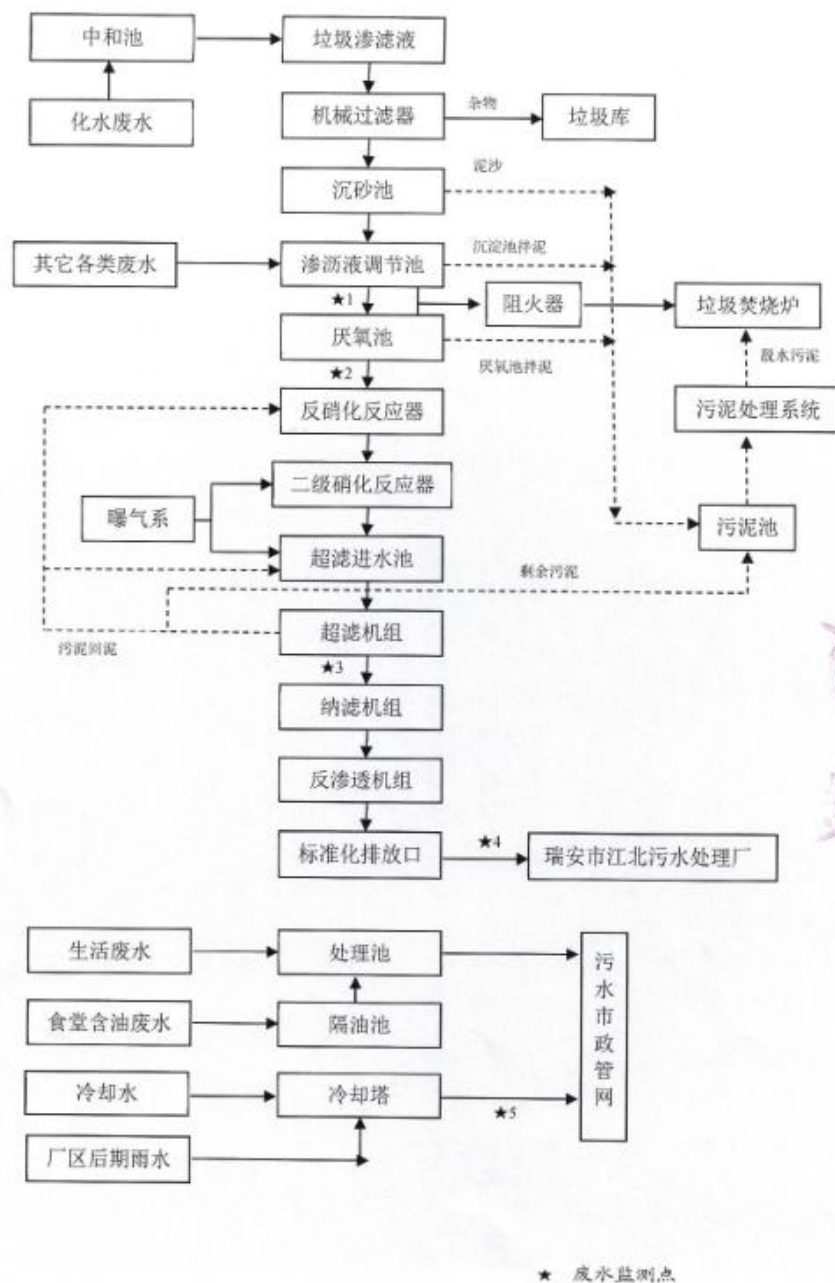 中和池
垃圾渗滤液
化水废水
机械过滤器
杂物
垃圾库
泥沙
沉砂池
其它各类废水
渗沥液调节池
沉淀池拌泥
★1
阻火器
垃圾焚烧炉
厌氧池
厌氧池拌泥
脱水污泥
★2
反硝化反应器
污泥处理系统
二级硝化反应器
曝气系
污泥池
超滤进水池
剩余污泥
超滤机组
污泥回泥
★3
纳滤机组
反渗透机组
标准化排放口
★4
瑞安市江北污水处理厂
生活废水
处理池
污水市政管网
食堂含油废水
隔油池
冷却水
冷却塔
★5
厂区后期雨水
★ 废水监测点